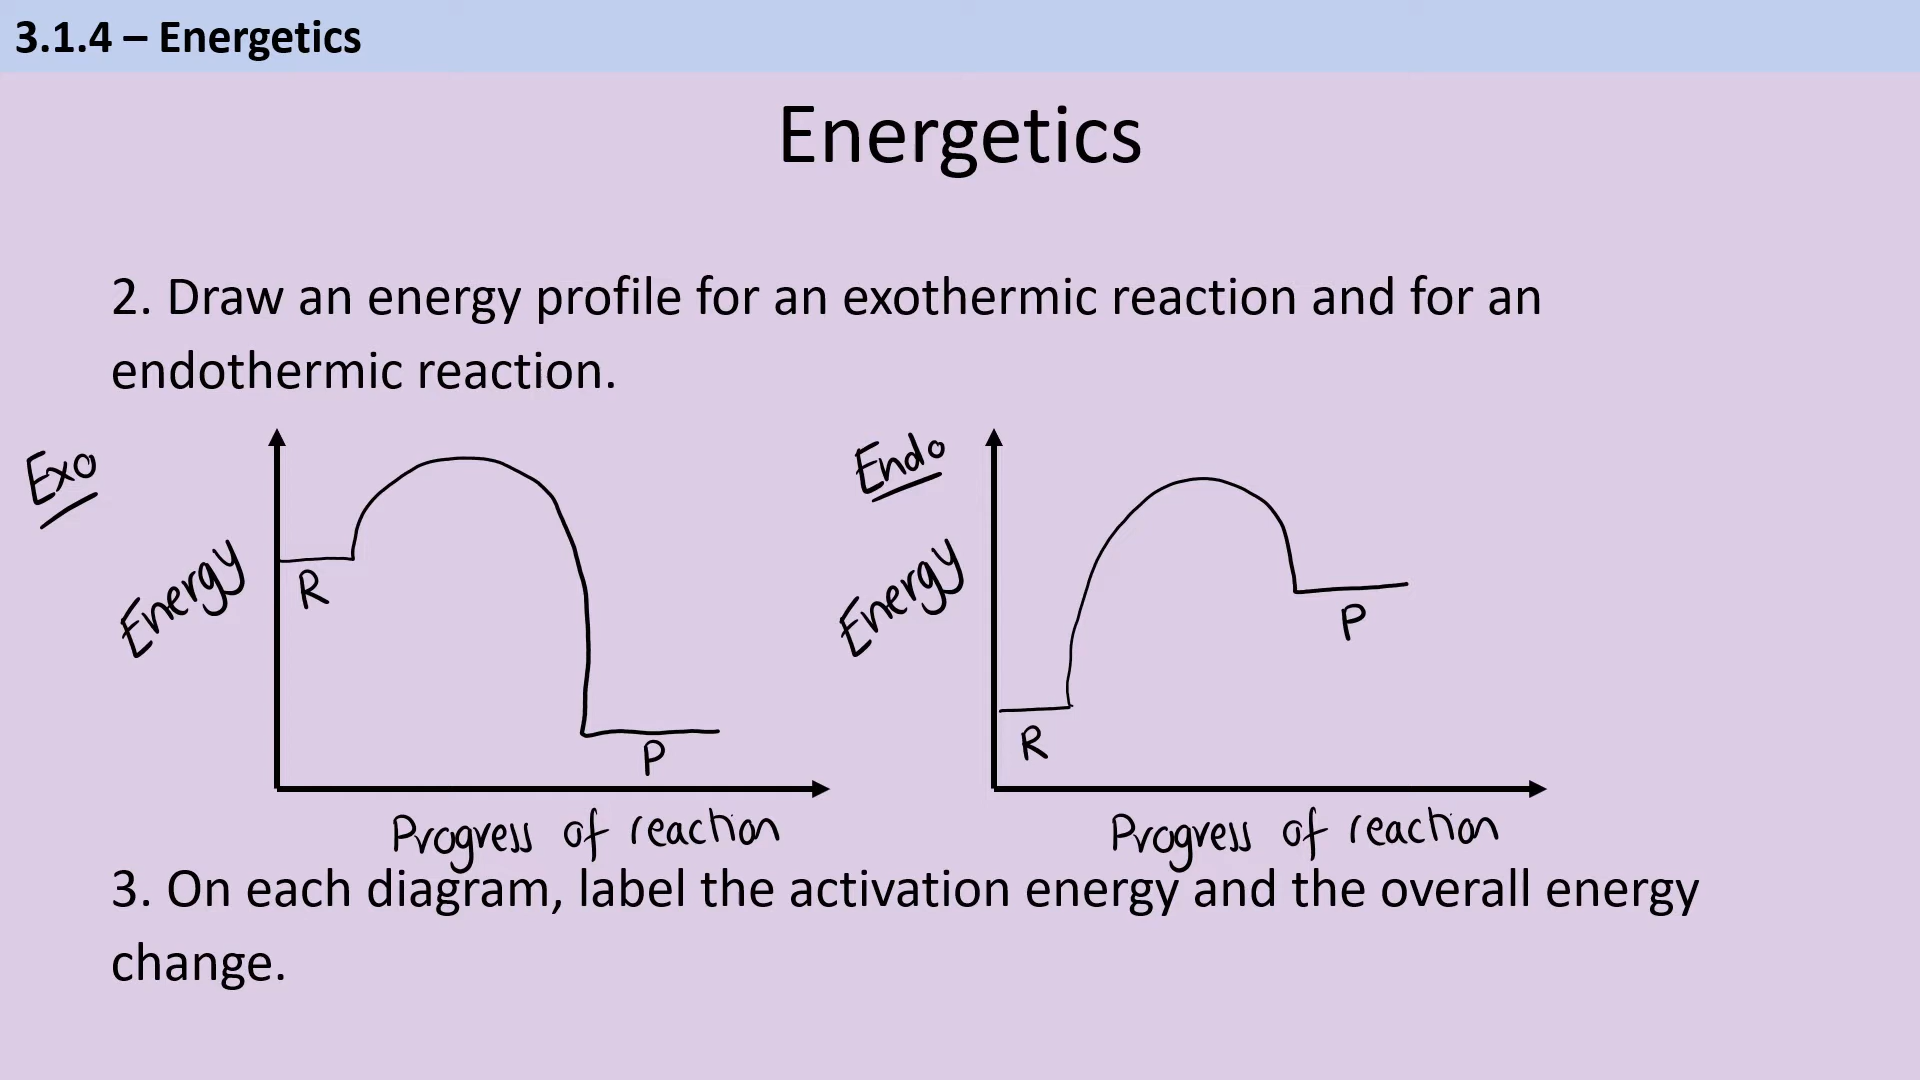 3.1.4 – Energetics
Energetics
2. Draw an energy profile for an exothermic reaction and for an
endothermic reaction.
Exo
Energy
R
P
Progress of reaction
Endo
Energy
R
P
Progress of reaction
3. On each diagram, label the activation energy and the overall energy
change.